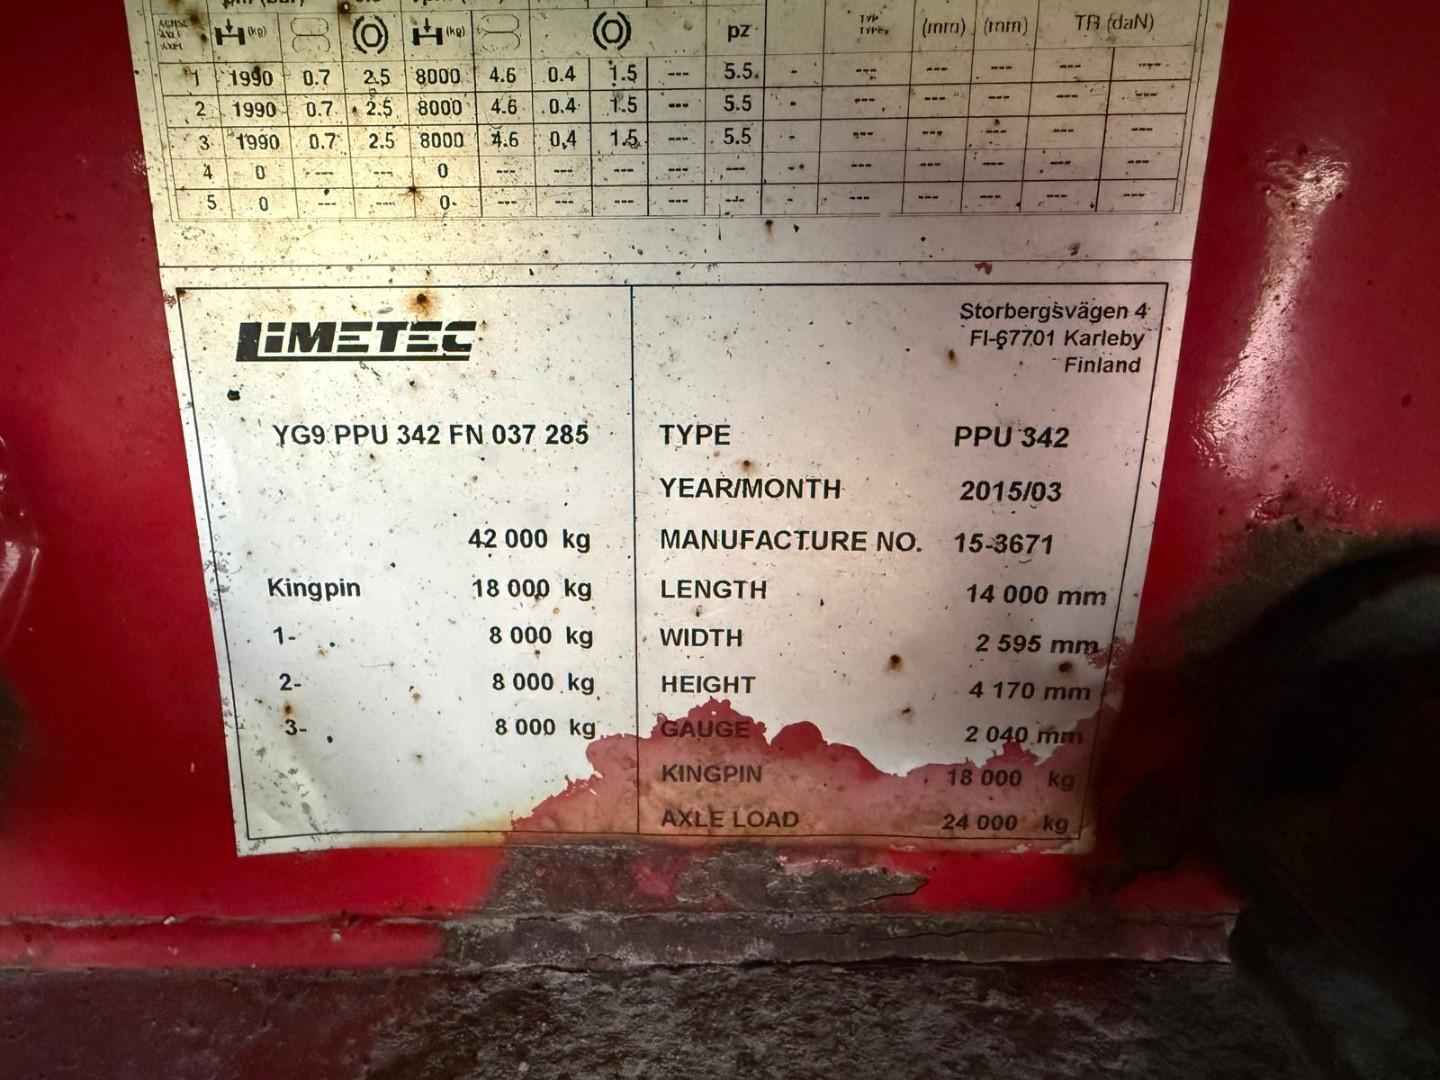 (kg) (kg) pz (mm) (mm) TR (daN)
1 1990 0.7 2.5 8000 4.6 0.4 1.5 --- 5.5 - --- --- --- --- ---
2 1990 0.7 2.5 8000 4.6 0.4 1.5 --- 5.5 - --- --- --- --- ---
3 1990 0.7 2.5 8000 4.6 0.4 1.5 --- 5.5 - --- --- --- --- ---
4 0 --- --- 0 --- --- --- --- --- - --- --- --- --- ---
5 0 --- --- 0 --- --- --- --- --- - --- --- --- --- ---
LIMETEC
Storbergsvägen 4
FI-67701 Karleby
Finland
YG9 PPU 342 FN 037 285
42 000 kg
Kingpin 18 000 kg
1- 8 000 kg
2- 8 000 kg
3- 8 000 kg
TYPE PPU 342
YEAR/MONTH 2015/03
MANUFACTURE NO. 15-3671
LENGTH 14 000 mm
WIDTH 2 595 mm
HEIGHT 4 170 mm
GAUGE 2 040 mm
KINGPIN 18 000 kg
AXLE LOAD 24 000 kg